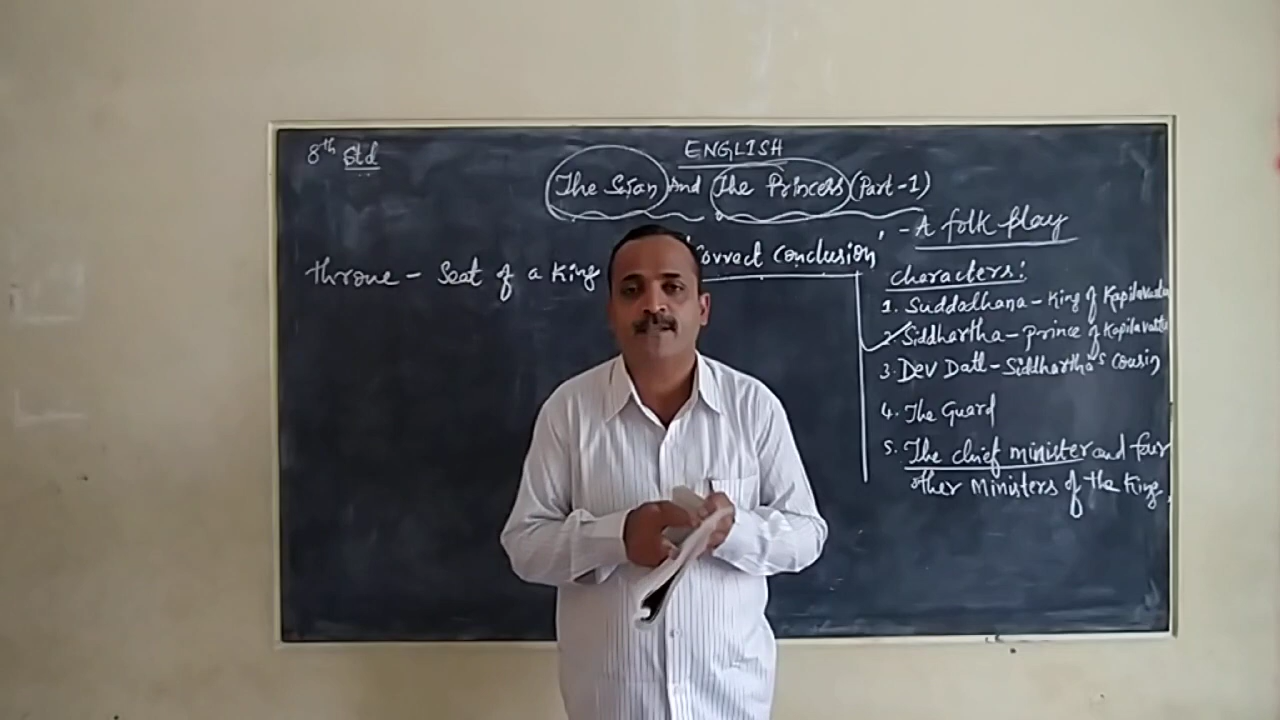 8th Std
ENGLISH
The Swan And The Princess (Part-1)
- A folk play
'Correct conclusion'
throne - Seat of a King
Characters:
1. Suddadhana - King of Kapilavastu
2. Siddhartha - prince of Kapilavastu
3. Dev Datt - Siddhartha's cousin
4. The Guard
5. The chief minister and four
other Ministers of the King.